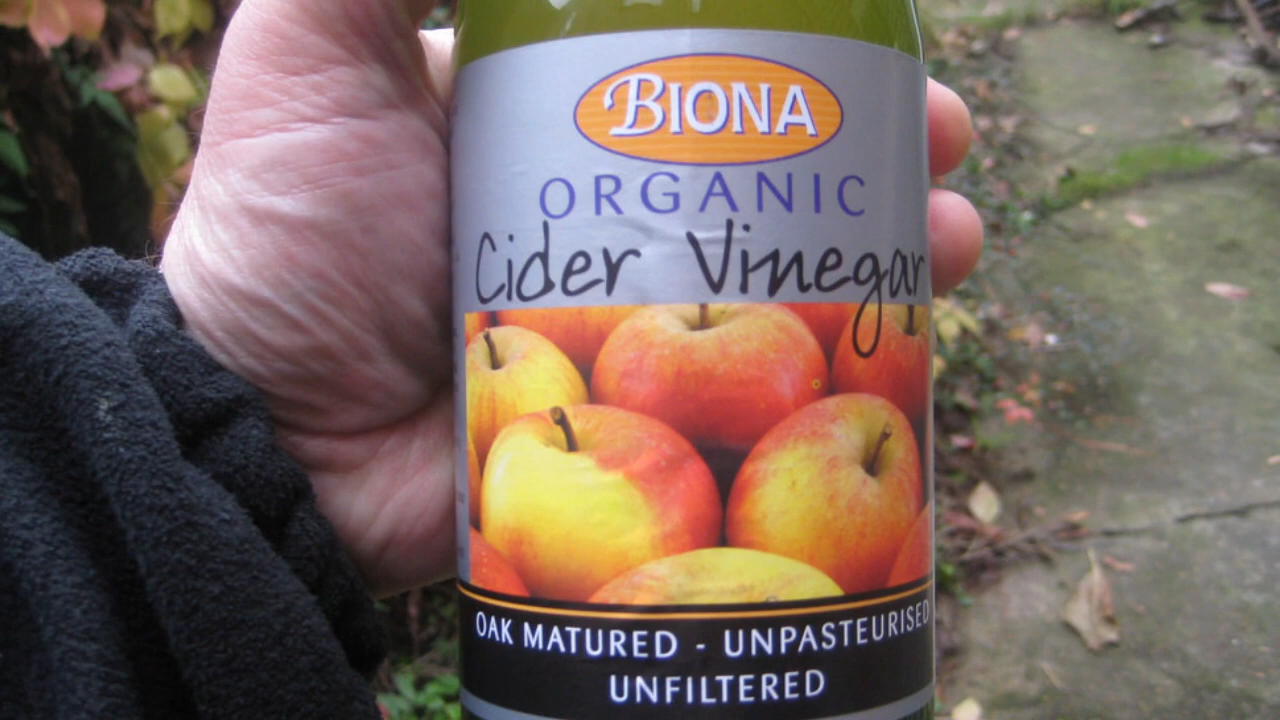 BIONA
ORGANIC
Cider Vinegar
OAK MATURED - UNPASTEURISED
UNFILTERED